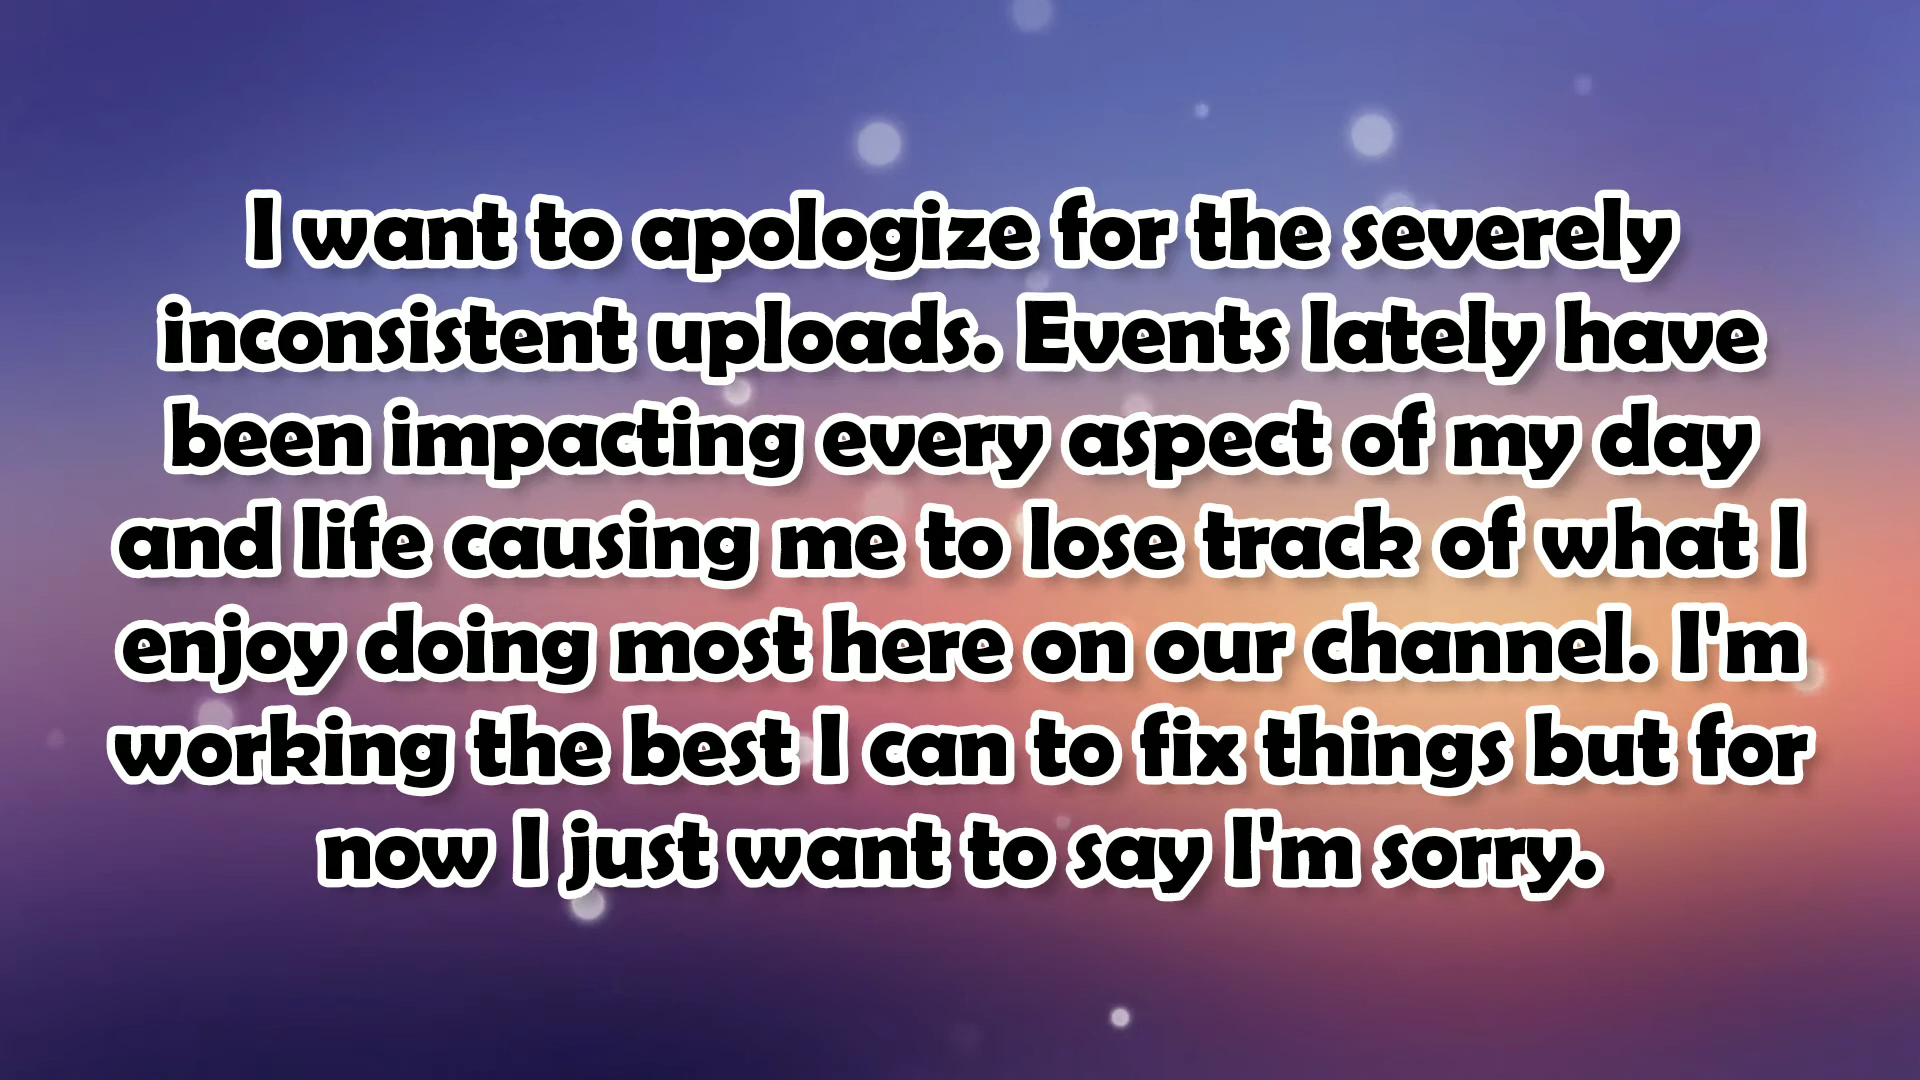 I want to apologize for the severely
inconsistent uploads. Events lately have
been impacting every aspect of my day
and life causing me to lose track of what I
enjoy doing most here on our channel. I'm
working the best I can to fix things but for
now I just want to say I'm sorry.